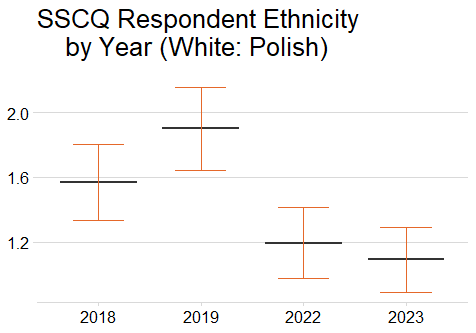 SSCQ Respondent Ethnicity
by Year (White: Polish)
2.0
1.6
1.2
2018 2019 2022 2023